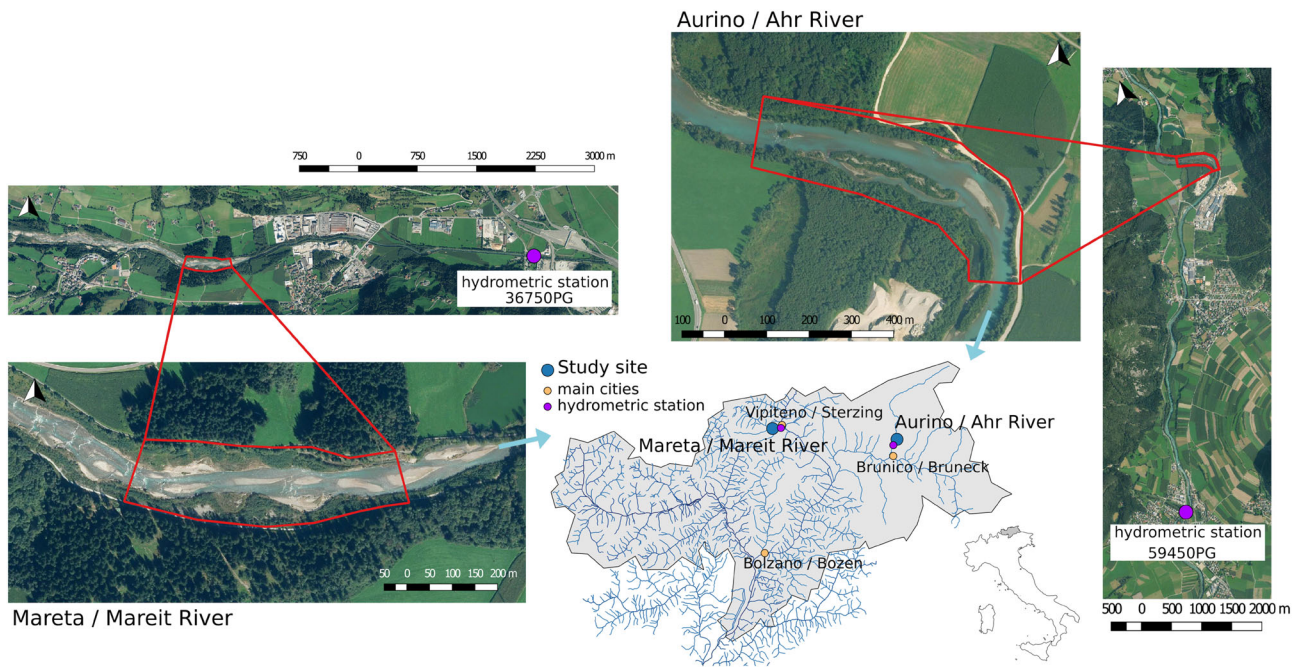 Aurino / Ahr River
750 0 750 1500 2250 3000 m
hydrometric station
36750PG
100 0 100 200 300 400 m
Study site
main cities
hydrometric station
Vipiteno / Sterzing
Aurino / Ahr River
Mareta / Mareit River
Brunico / Bruneck
Bolzano / Bozen
50 0 50 100 150 200 m
Mareta / Mareit River
hydrometric station
59450PG
500 0 500 1000 1500 2000 m